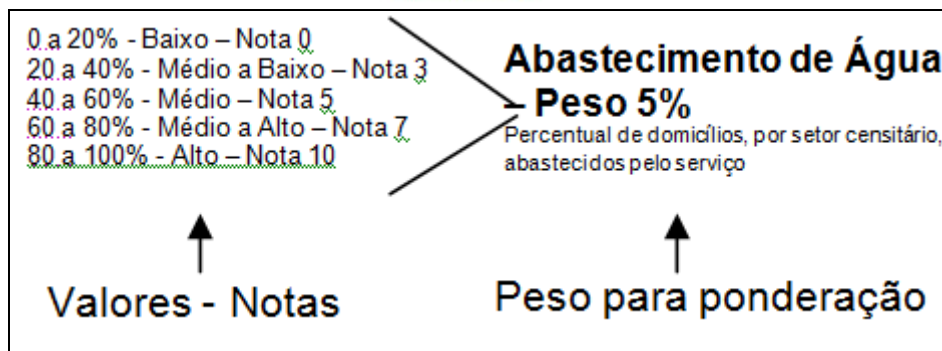 0 a 20% - Baixo – Nota 0
20 a 40% - Médio a Baixo – Nota 3
40 a 60% - Médio – Nota 5
60 a 80% - Médio a Alto – Nota 7
80 a 100% - Alto – Nota 10
Abastecimento de Água
– Peso 5%
Percentual de domicílios, por setor censitário,
abastecidos pelo serviço
Valores - Notas
Peso para ponderação